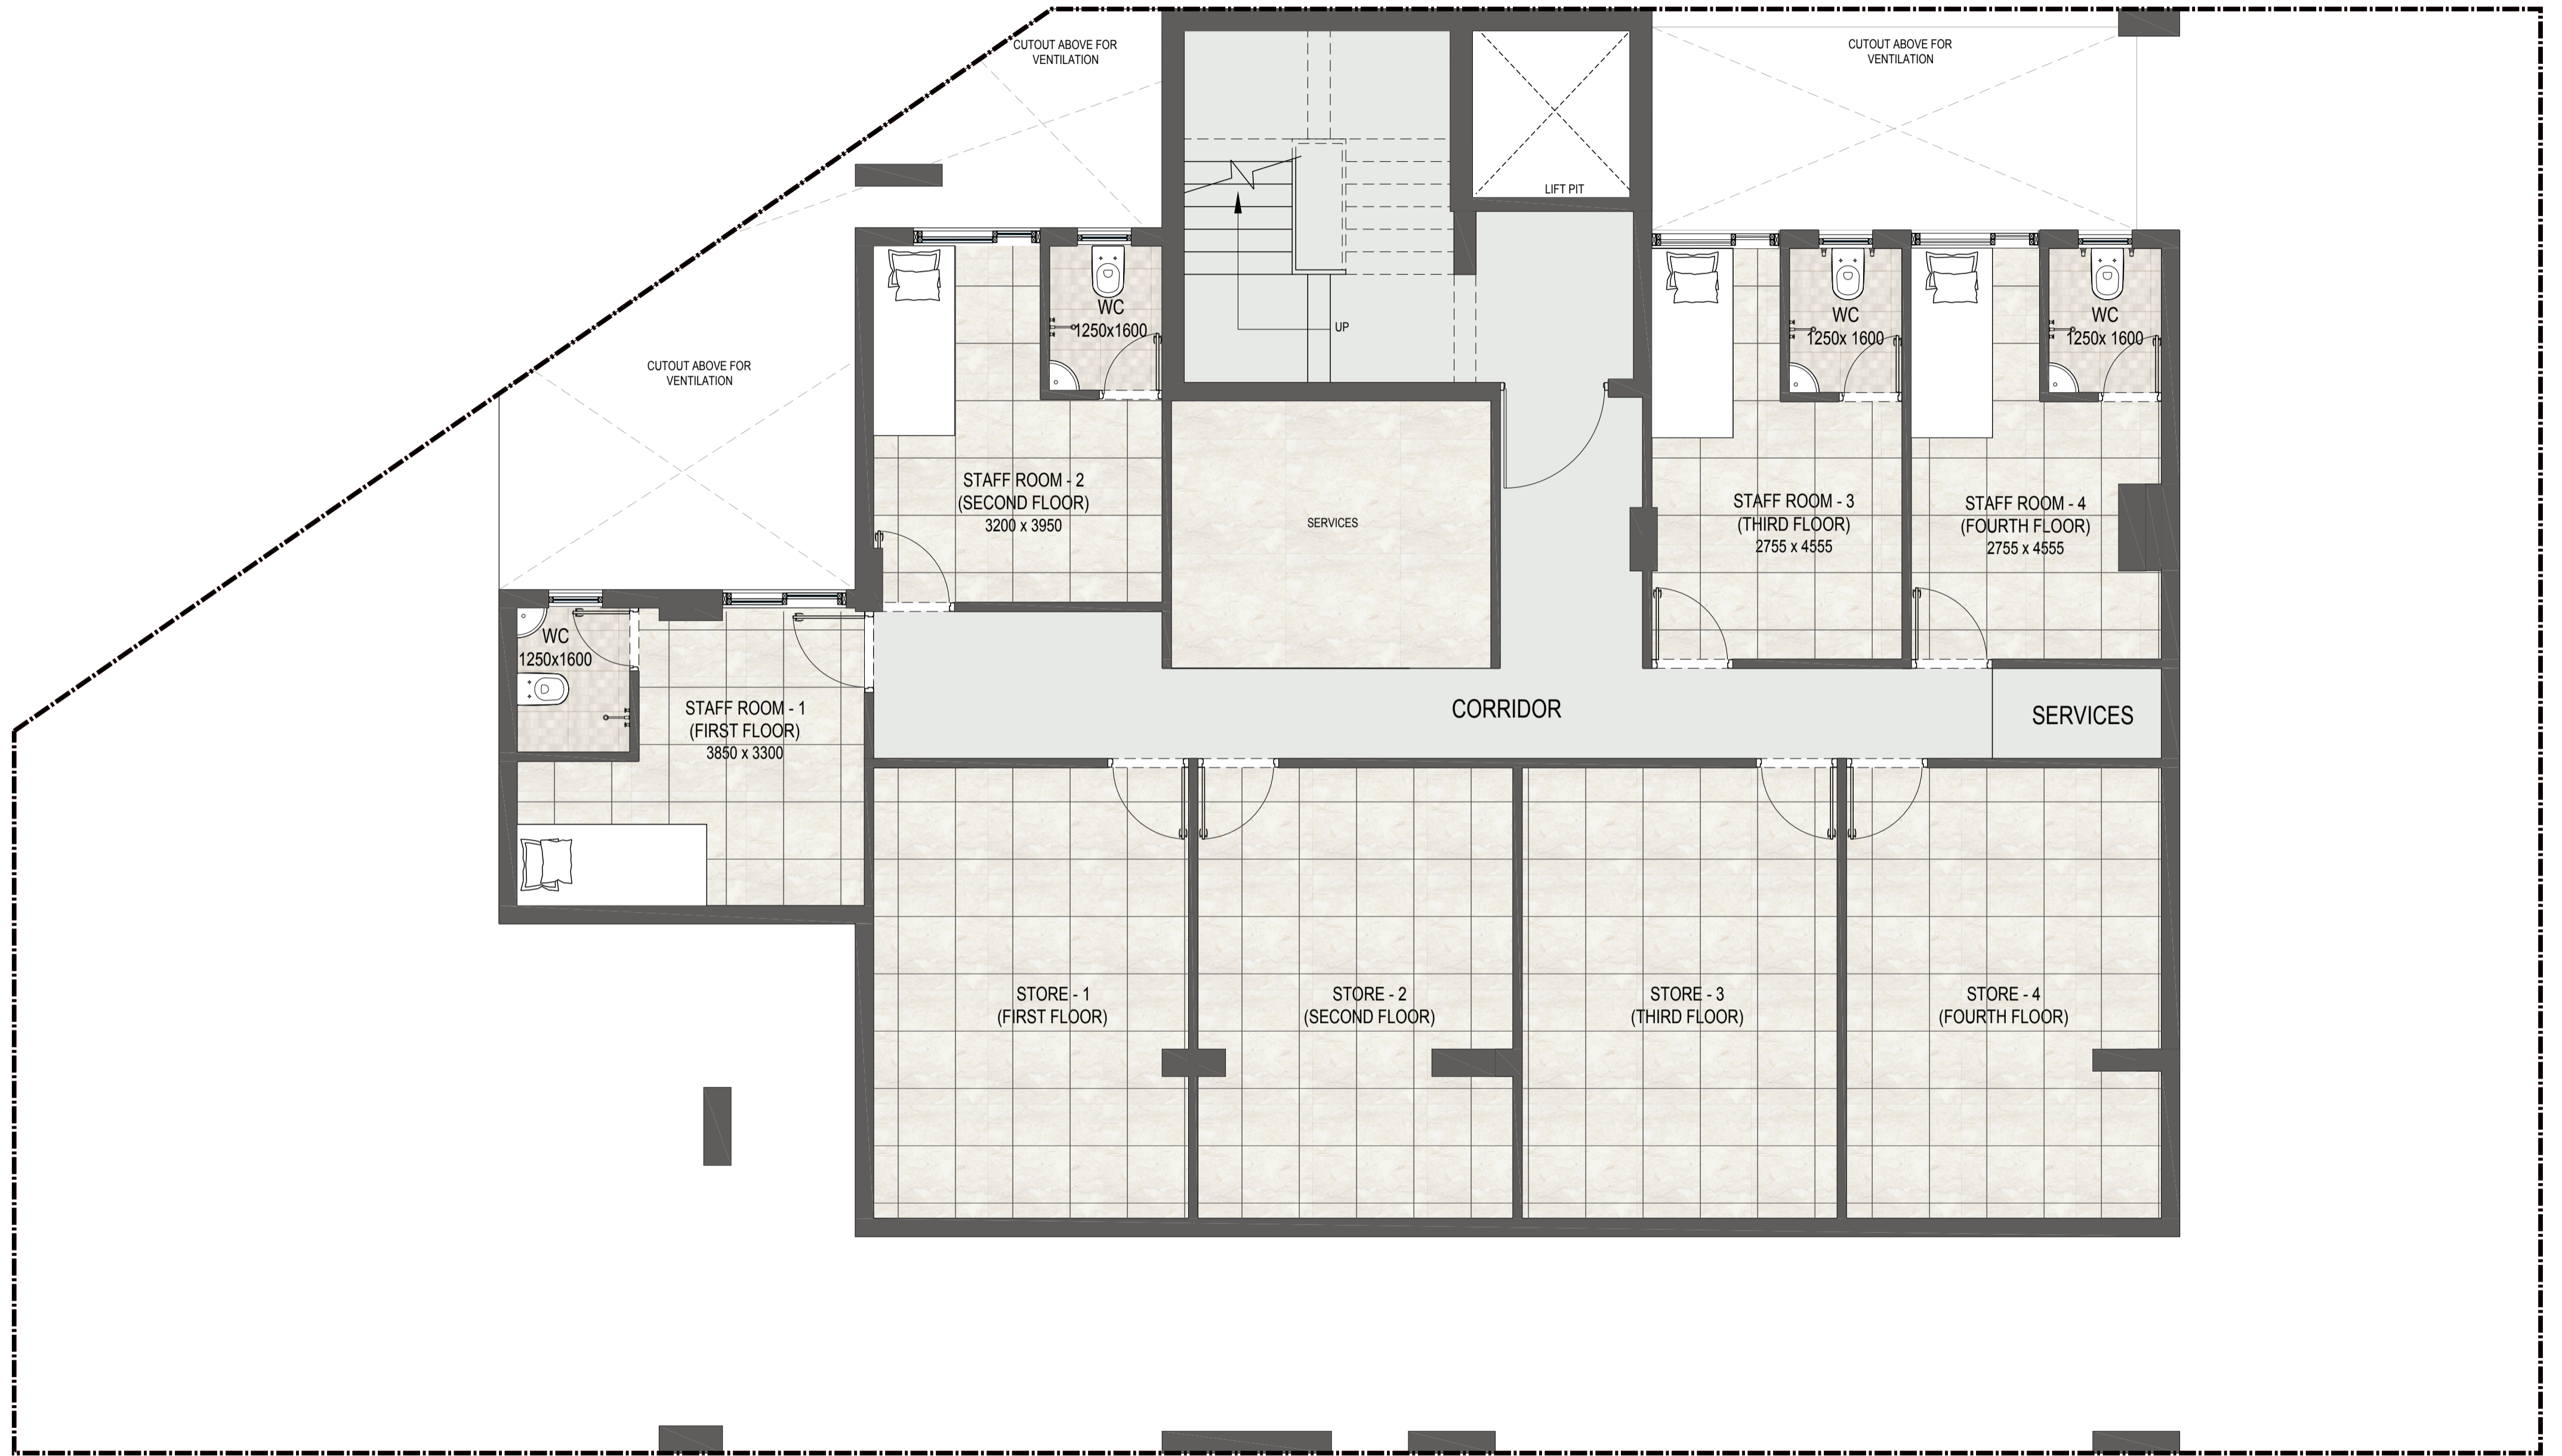 CUTOUT ABOVE FOR
VENTILATION
CUTOUT ABOVE FOR
VENTILATION
LIFT PIT
WC
1250x1600
UP
WC
1250x 1600
WC
1250x 1600
CUTOUT ABOVE FOR
VENTILATION
STAFF ROOM - 2
(SECOND FLOOR)
3200 x 3950
SERVICES
STAFF ROOM - 3
(THIRD FLOOR)
2755 x 4555
STAFF ROOM - 4
(FOURTH FLOOR)
2755 x 4555
WC
1250x1600
STAFF ROOM - 1
(FIRST FLOOR)
3850 x 3300
CORRIDOR
SERVICES
STORE - 1
(FIRST FLOOR)
STORE - 2
(SECOND FLOOR)
STORE - 3
(THIRD FLOOR)
STORE - 4
(FOURTH FLOOR)